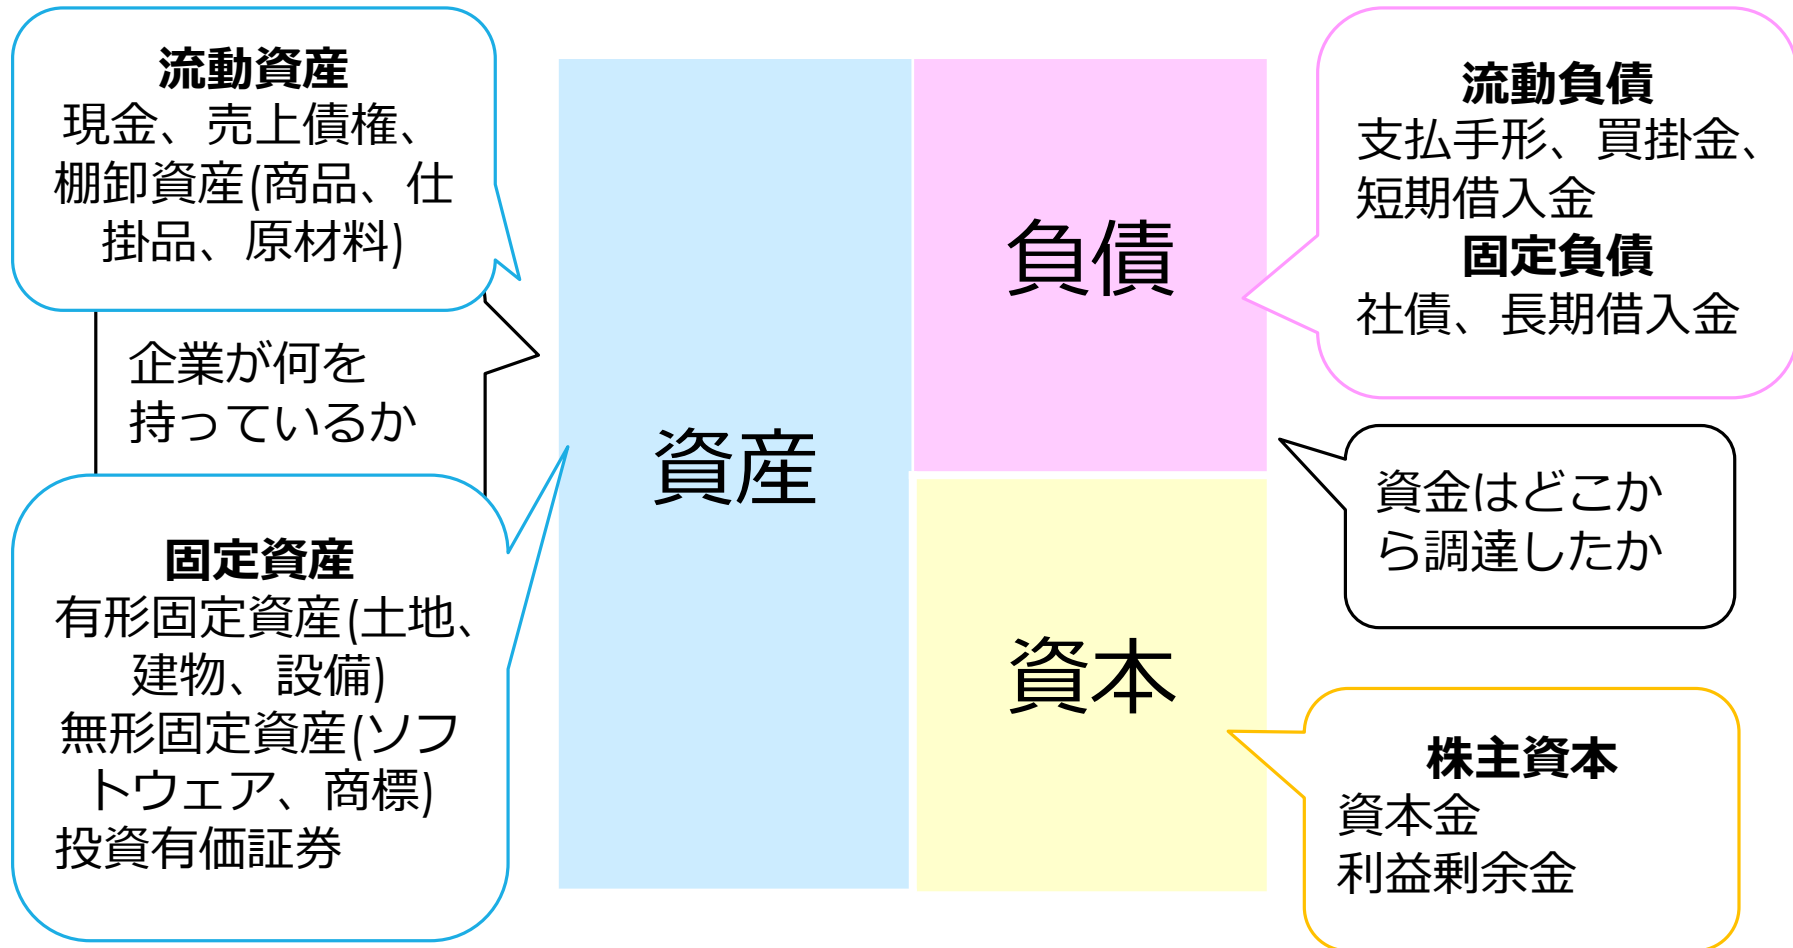 流動資産
現金、売上債権、
棚卸資産(商品、仕
掛品、原材料)
企業が何を
持っているか
固定資産
有形固定資産(土地、
建物、設備)
無形固定資産(ソフ
トウェア、商標)
投資有価証券
資産
負債
資本
流動負債
支払手形、買掛金、
短期借入金
固定負債
社債、長期借入金
資金はどこか
ら調達したか
株主資本
資本金
利益剰余金